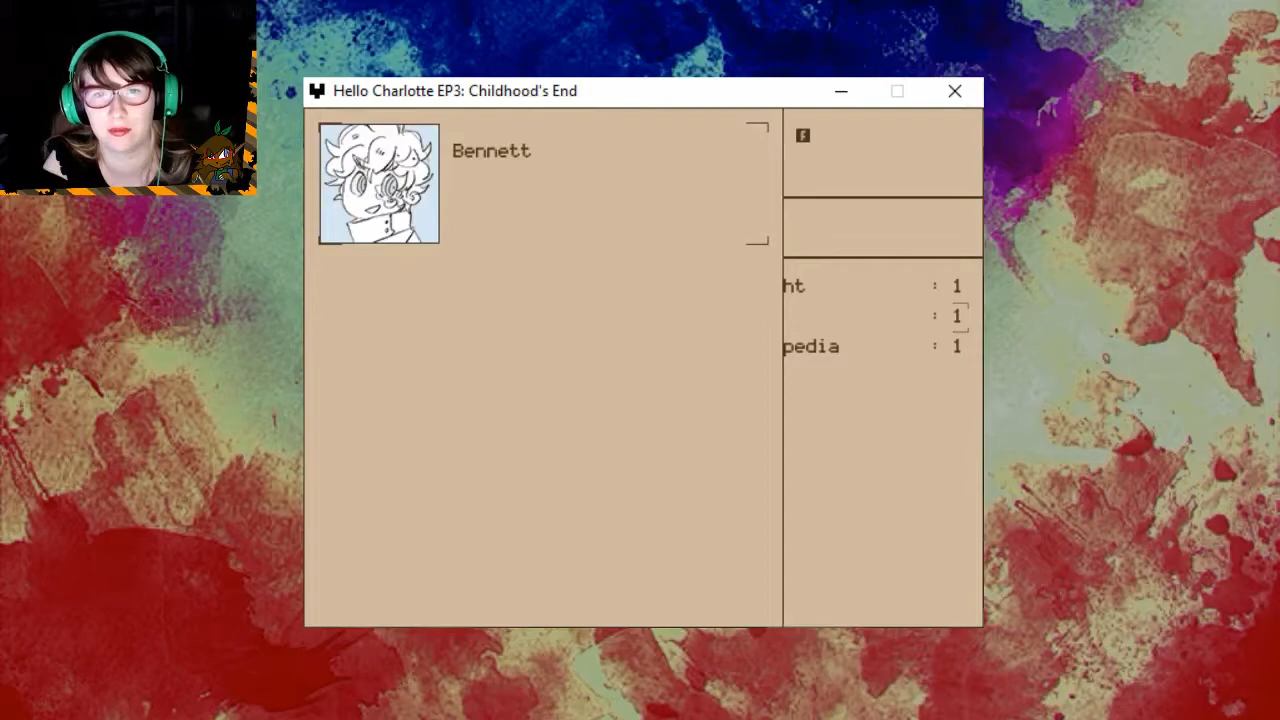 Hello Charlotte EP3: Childhood's End
Bennett
F
ht : 1
: 1
pedia : 1